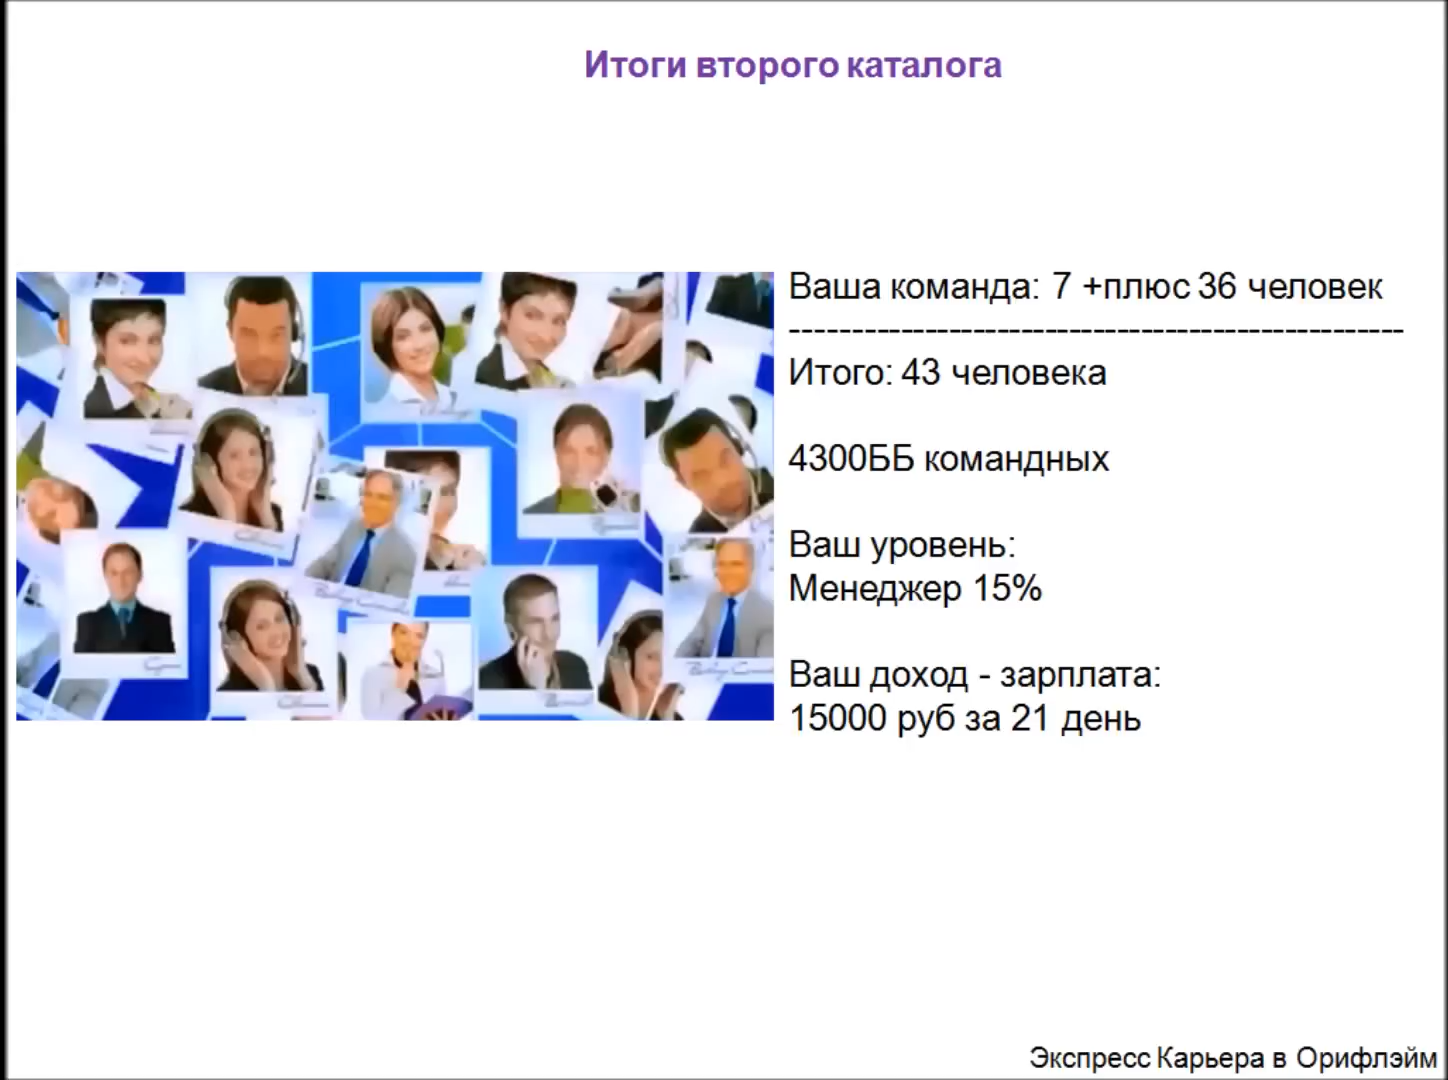 Итоги второго каталога
Ваша команда: 7 +плюс 36 человек
-------------------------------------------------
Итого: 43 человека
4300ББ командных
Ваш уровень:
Менеджер 15%
Ваш доход - зарплата:
15000 руб за 21 день
Экспресс Карьера в Орифлэйм